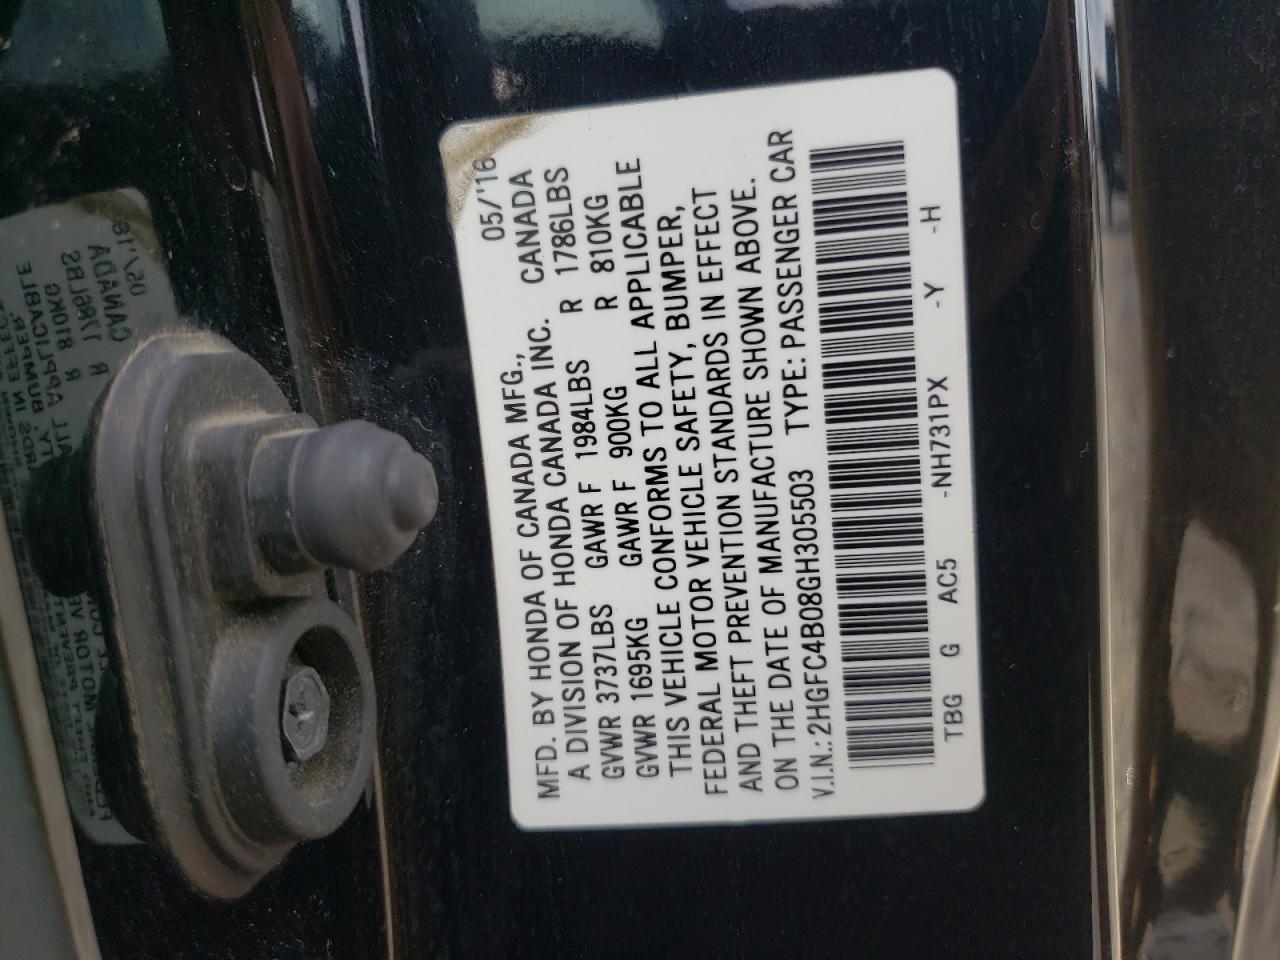 MFD. BY HONDA OF CANADA MFG., 05/'16
A DIVISION OF HONDA CANADA INC. CANADA
GVWR 3737LBS GAWR F 1984LBS R 1786LBS
GVWR 1695KG GAWR F 900KG R 810KG
THIS VEHICLE CONFORMS TO ALL APPLICABLE
FEDERAL MOTOR VEHICLE SAFETY, BUMPER,
AND THEFT PREVENTION STANDARDS IN EFFECT
ON THE DATE OF MANUFACTURE SHOWN ABOVE.
V.I.N.: 2HGFC4B08GH305503 TYPE: PASSENGER CAR
TBG G AC5 -NH731PX -Y -H